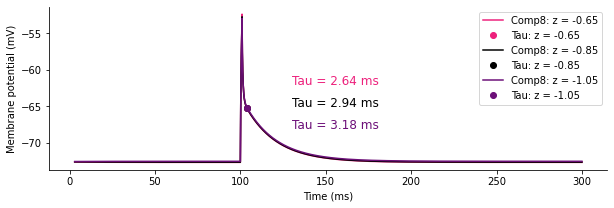 Membrane potential (mV)
−55
−60
−65
−70
0
50
100
150
200
250
300
Time (ms)
Tau = 2.64 ms
Tau = 2.94 ms
Tau = 3.18 ms
Comp8: z = -0.65
Tau: z = -0.65
Comp8: z = -0.85
Tau: z = -0.85
Comp8: z = -1.05
Tau: z = -1.05